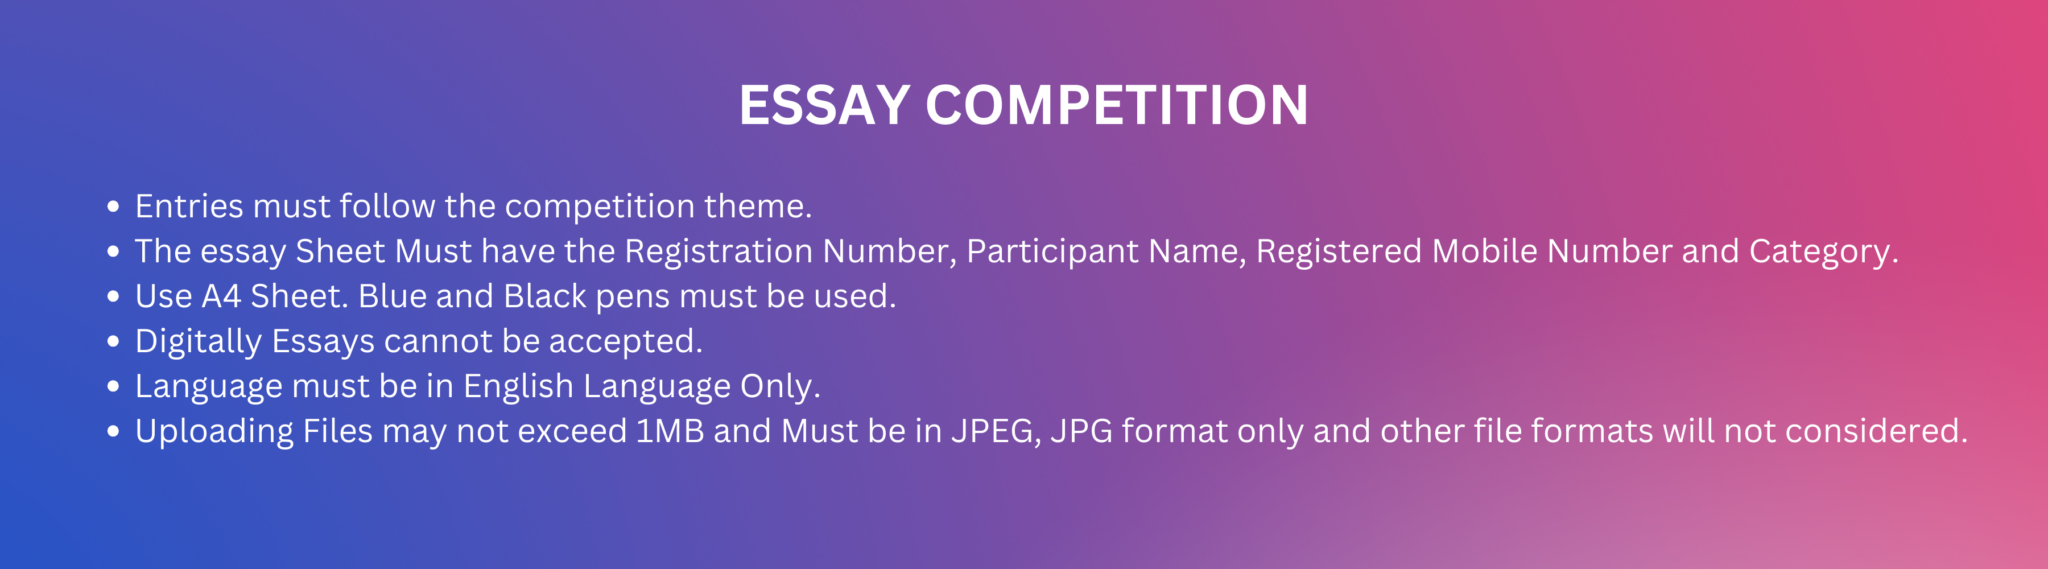 ESSAY COMPETITION
• Entries must follow the competition theme.
• The essay Sheet Must have the Registration Number, Participant Name, Registered Mobile Number and Category.
• Use A4 Sheet. Blue and Black pens must be used.
• Digitally Essays cannot be accepted.
• Language must be in English Language Only.
• Uploading Files may not exceed 1MB and Must be in JPEG, JPG format only and other file formats will not considered.